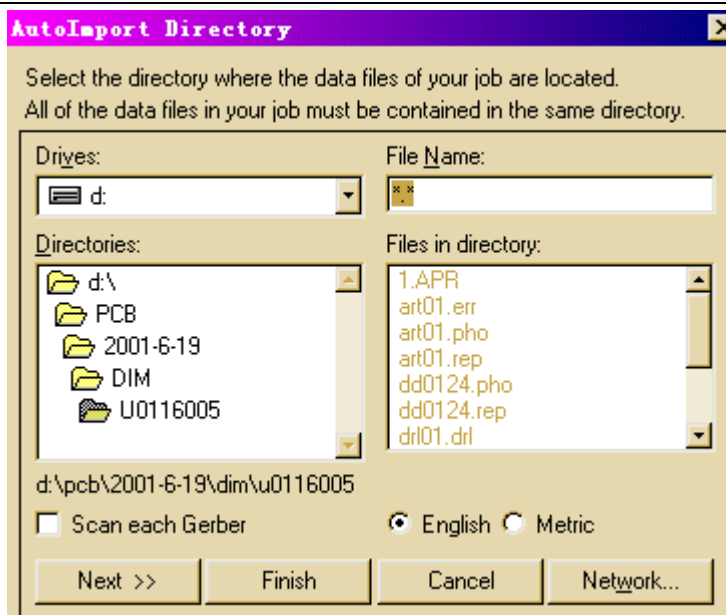 AutoImport Directory
Select the directory where the data files of your job are located.
All of the data files in your job must be contained in the same directory.
Drives:
d:
File Name:
*.*
Directories:
d:\
PCB
2001-6-19
DIM
U0116005
Files in directory:
1.APR
art01.err
art01.pho
art01.rep
dd0124.pho
dd0124.rep
drl01.drl
d:\pcb\2001-6-19\dim\u0116005
Scan each Gerber
English
Metric
Next >>
Finish
Cancel
Network...